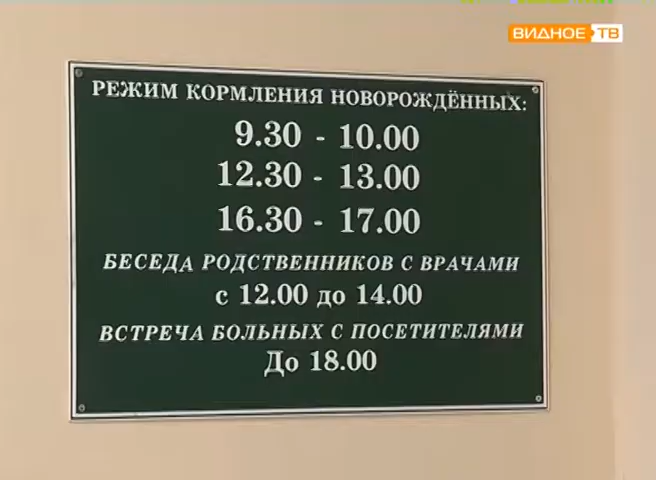 ВИДНОЕ ТВ
РЕЖИМ КОРМЛЕНИЯ НОВОРОЖДЁННЫХ:
9.30 - 10.00
12.30 - 13.00
16.30 - 17.00
БЕСЕДА РОДСТВЕННИКОВ С ВРАЧАМИ
с 12.00 до 14.00
ВСТРЕЧА БОЛЬНЫХ С ПОСЕТИТЕЛЯМИ
До 18.00